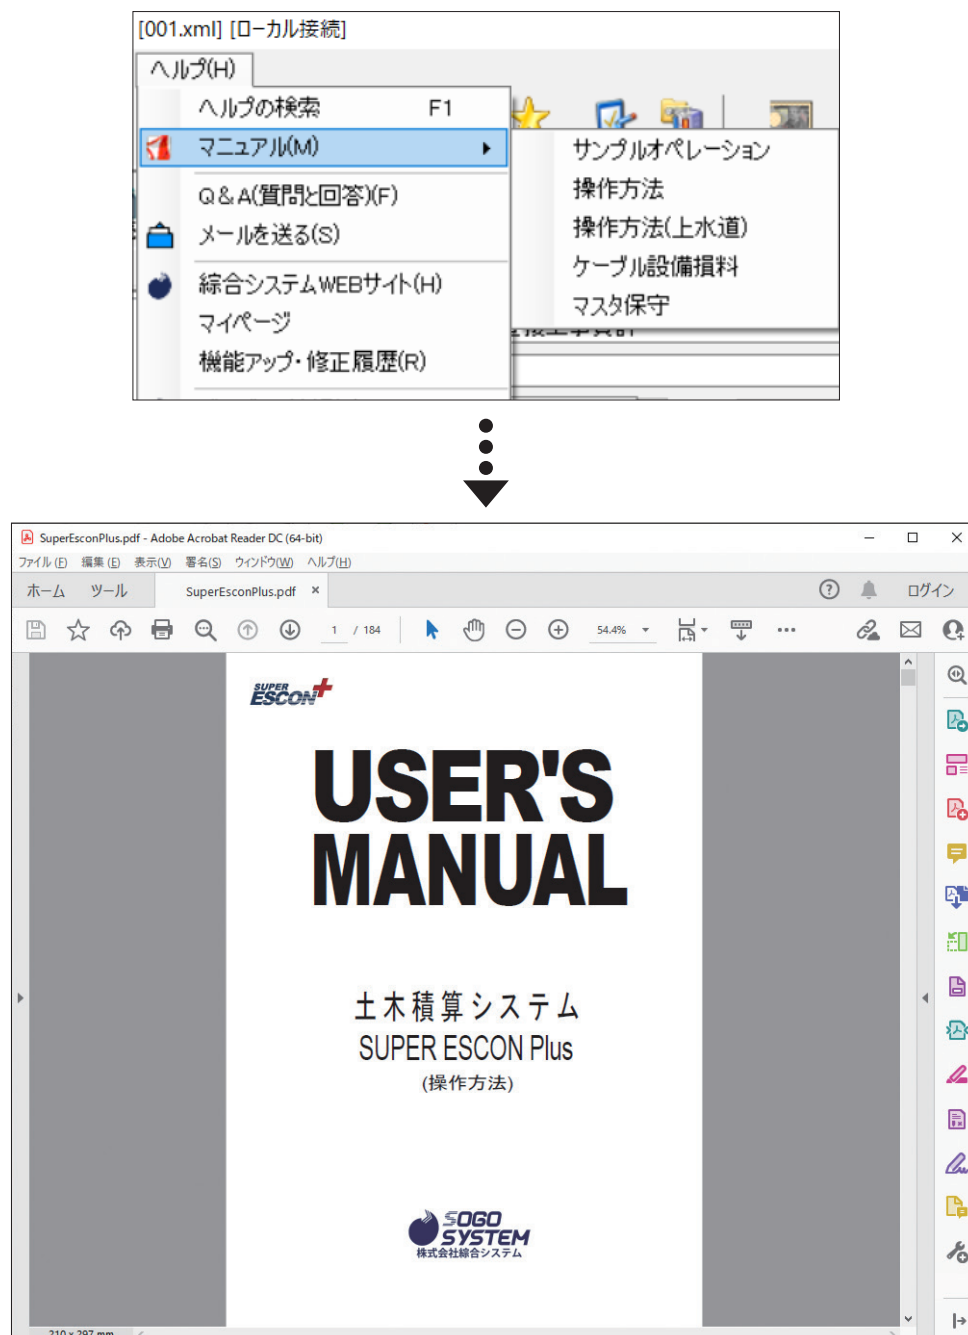 [001.xml] [ローカル接続]
ヘルプ(H)
ヘルプの検索 F1
マニュアル(M)
Q&A(質問と回答)(F)
メールを送る(S)
綜合システムWEBサイト(H)
マイページ
機能アップ・修正履歴(R)
サンプルオペレーション
操作方法
操作方法(上水道)
ケーブル設備損料
マスタ保守
SuperEsconPlus.pdf - Adobe Acrobat Reader DC (64-bit)
ファイル(F) 編集(E) 表示(V) 署名(S) ウィンドウ(W) ヘルプ(H)
ホーム ツール SuperEsconPlus.pdf × ログイン
1 / 184 54.4%
SUPER
ESCON+
USER'S
MANUAL
土木積算システム
SUPER ESCON Plus
(操作方法)
SOGO
SYSTEM
株式会社綜合システム
210 x 297 mm